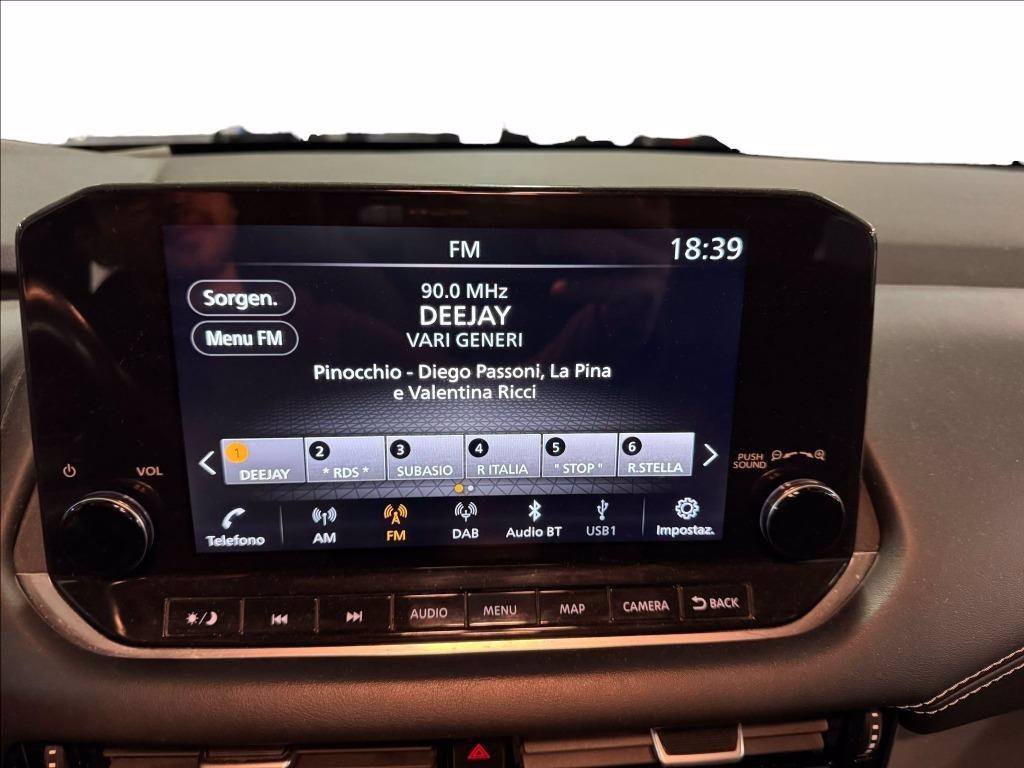 FM
18:39
Sorgen.
Menu FM
90.0 MHz
DEEJAY
VARI GENERI
Pinocchio - Diego Passoni, La Pina
e Valentina Ricci
1 DEEJAY
2 * RDS *
3 SUBASIO
4 R ITALIA
5 " STOP "
6 R.STELLA
VOL
PUSH
SOUND
Telefono
AM
FM
DAB
Audio BT
USB1
Impostaz.
AUDIO
MENU
MAP
CAMERA
BACK